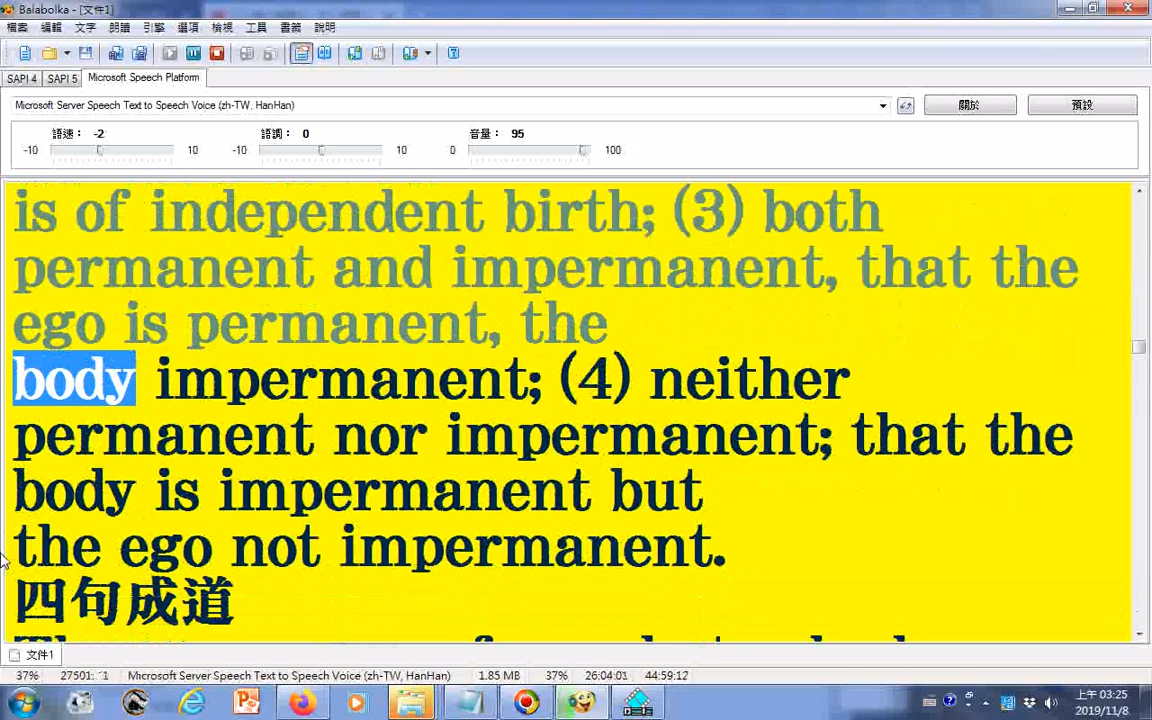 Balabolka - [文件1]
檔案 編輯 文字 朗讀 引擎 選項 檢視 工具 書籤 說明
SAPI 4 SAPI 5 Microsoft Speech Platform
Microsoft Server Speech Text to Speech Voice (zh-TW, HanHan) 關於 預設
語速： -2 語調： 0 音量： 95
-10 10 -10 10 0 100
is of independent birth; (3) both
permanent and impermanent, that the
ego is permanent, the
body impermanent; (4) neither
permanent nor impermanent; that the
body is impermanent but
the ego not impermanent.
四句成道
文件1
37% Microsoft Server Speech Text to Speech Voice (zh-TW, HanHan) 1.85 MB 37% 26:04:01 44:59:12
上午 03:25
2019/11/8